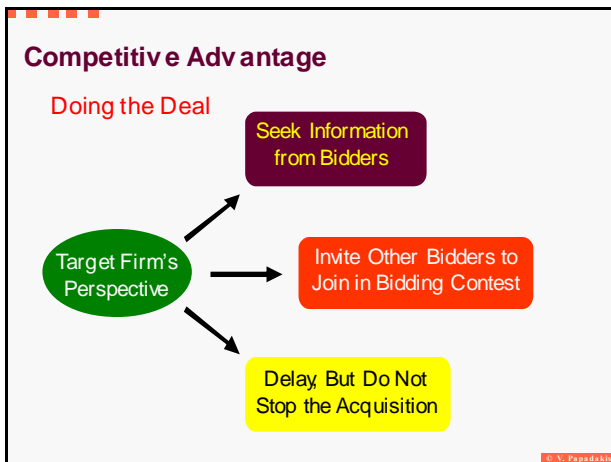 Competitive Advantage
Doing the Deal
Seek Information
from Bidders
Target Firm's
Perspective
Invite Other Bidders to
Join in Bidding Contest
Delay, But Do Not
Stop the Acquisition
© V. Papadakis